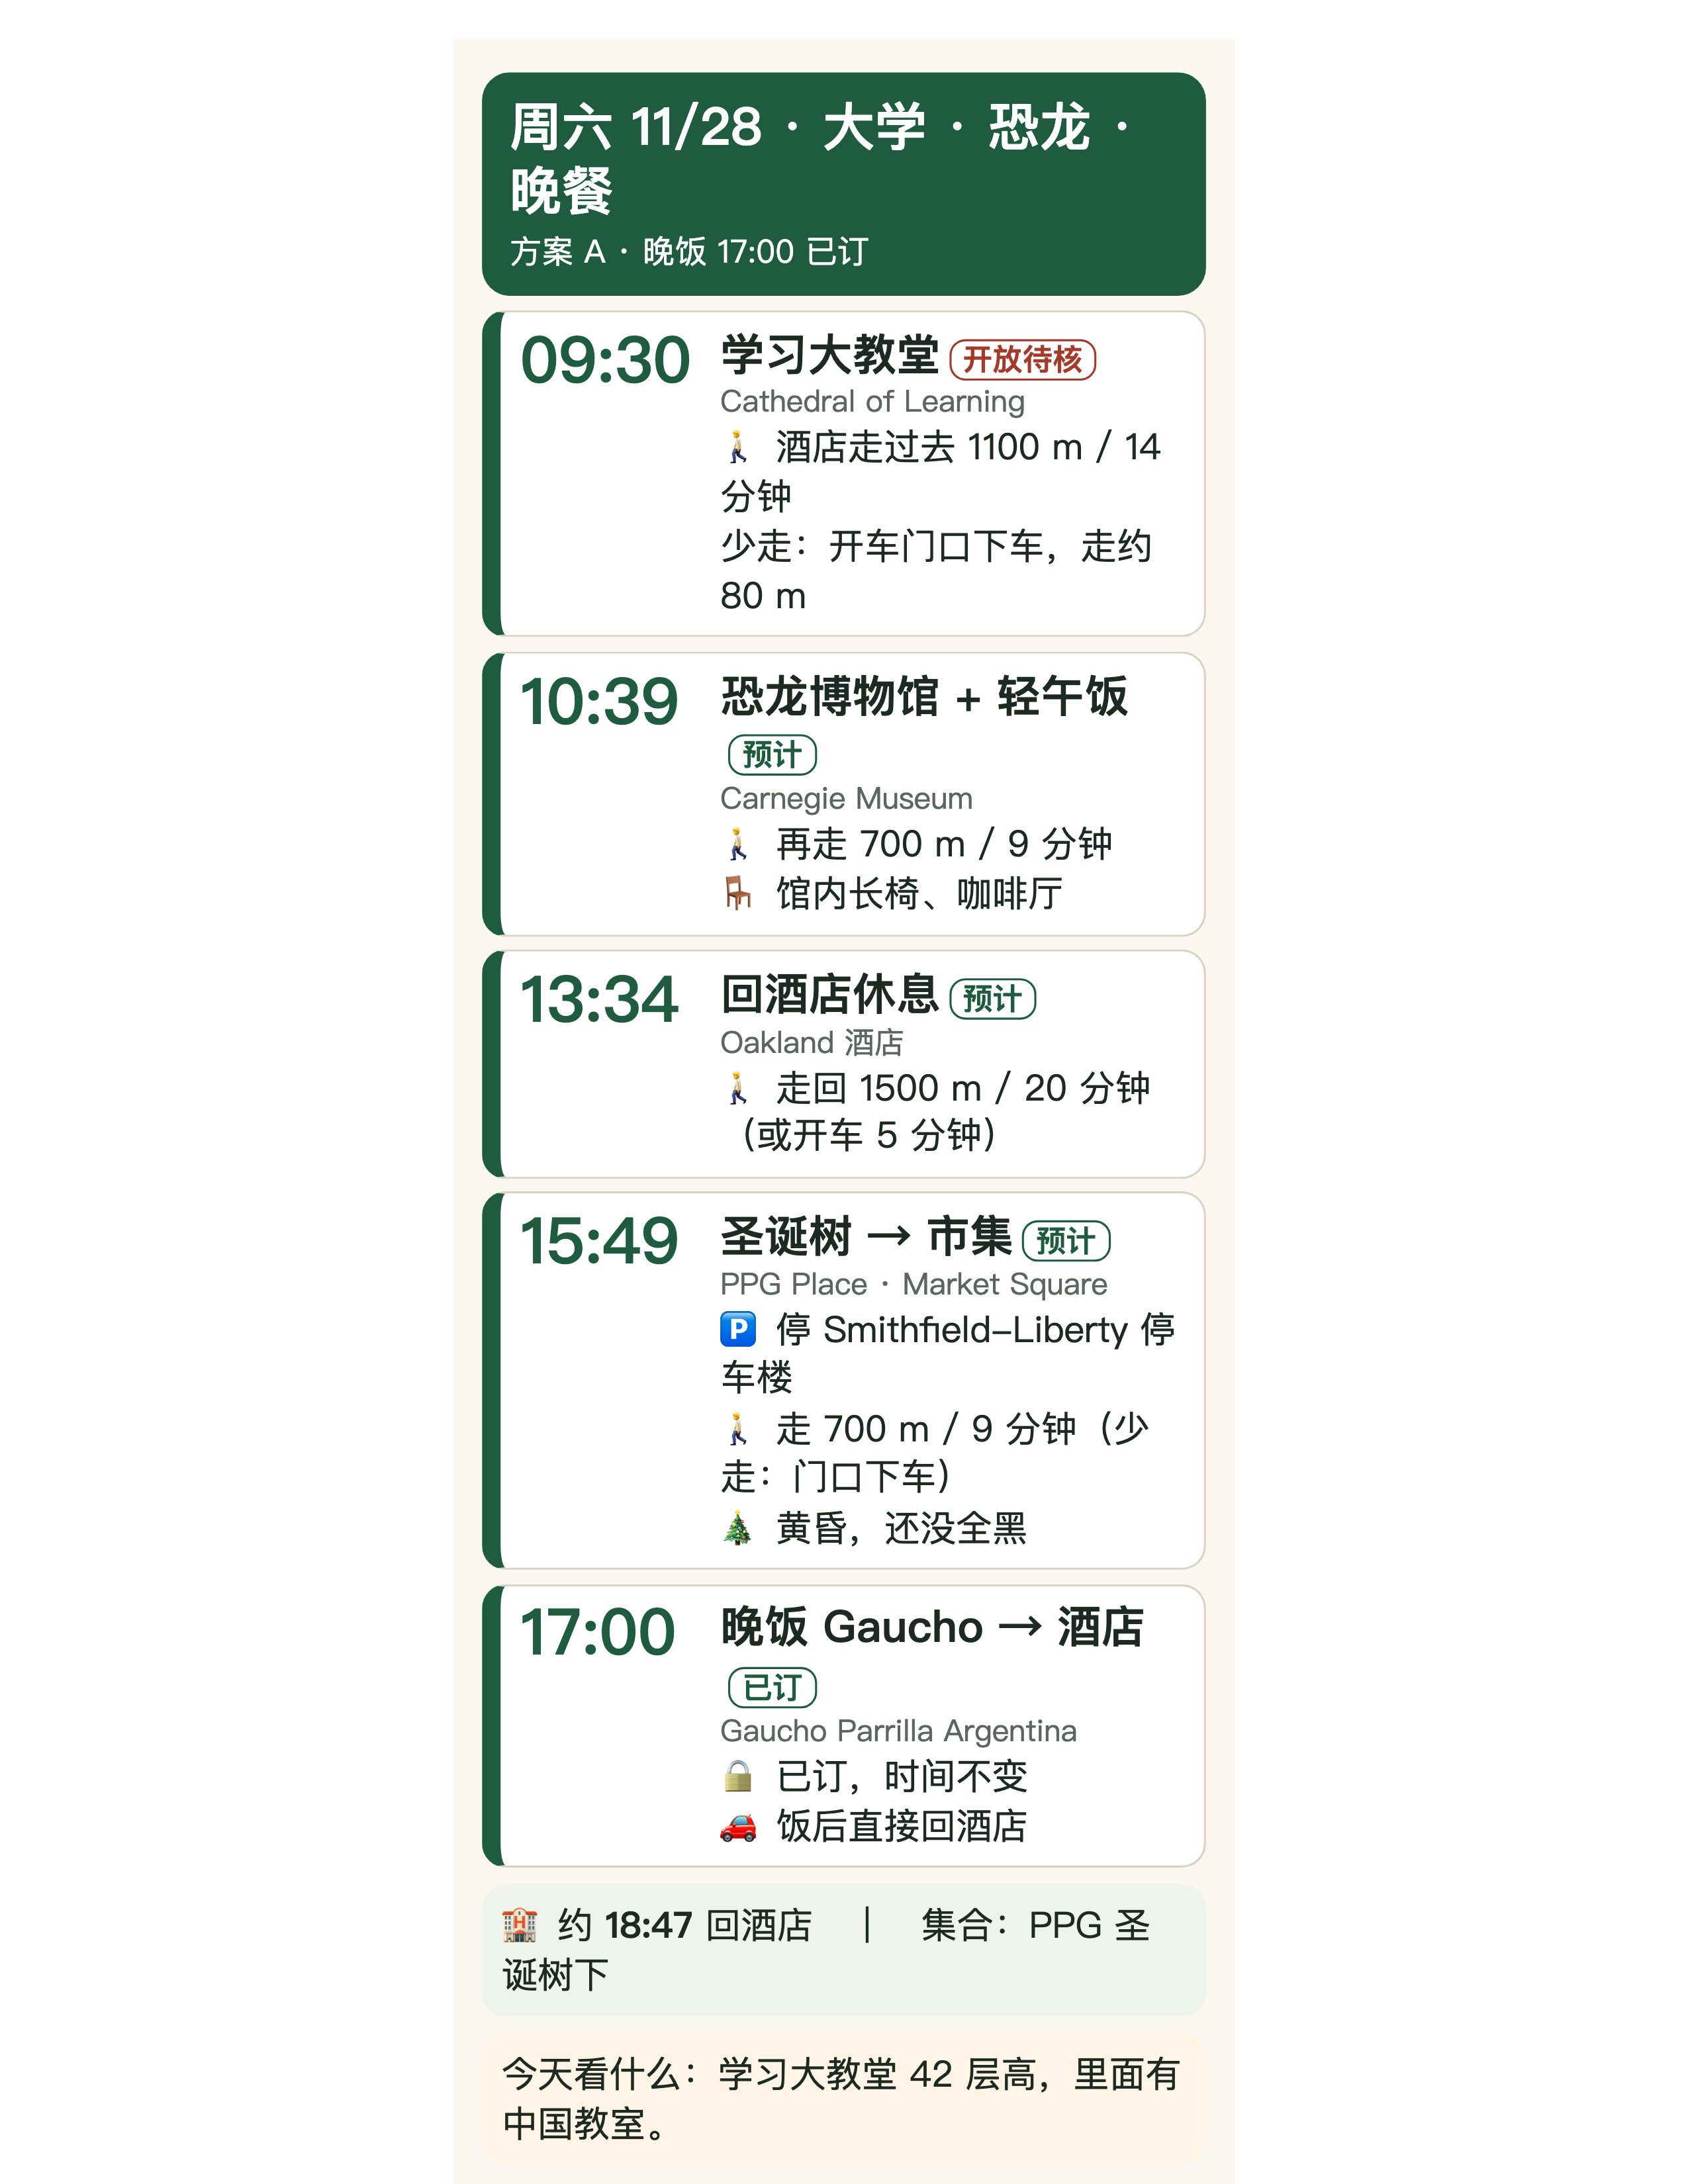 周六 11/28 · 大学 · 恐龙 ·
晚餐
方案 A · 晚饭 17:00 已订
09:30 学习大教堂 开放待核
Cathedral of Learning
🚶 酒店走过去 1100 m / 14
分钟
少走：开车门口下车，走约
80 m
10:39 恐龙博物馆 + 轻午饭
预计
Carnegie Museum
🚶 再走 700 m / 9 分钟
🪑 馆内长椅、咖啡厅
13:34 回酒店休息 预计
Oakland 酒店
🚶 走回 1500 m / 20 分钟
（或开车 5 分钟）
15:49 圣诞树 → 市集 预计
PPG Place · Market Square
🅿️ 停 Smithfield–Liberty 停
车楼
🚶 走 700 m / 9 分钟（少
走：门口下车）
🎄 黄昏，还没全黑
17:00 晚饭 Gaucho → 酒店
已订
Gaucho Parrilla Argentina
🔒 已订，时间不变
🚗 饭后直接回酒店
🏨 约 18:47 回酒店 | 集合：PPG 圣
诞树下
今天看什么：学习大教堂 42 层高，里面有
中国教室。